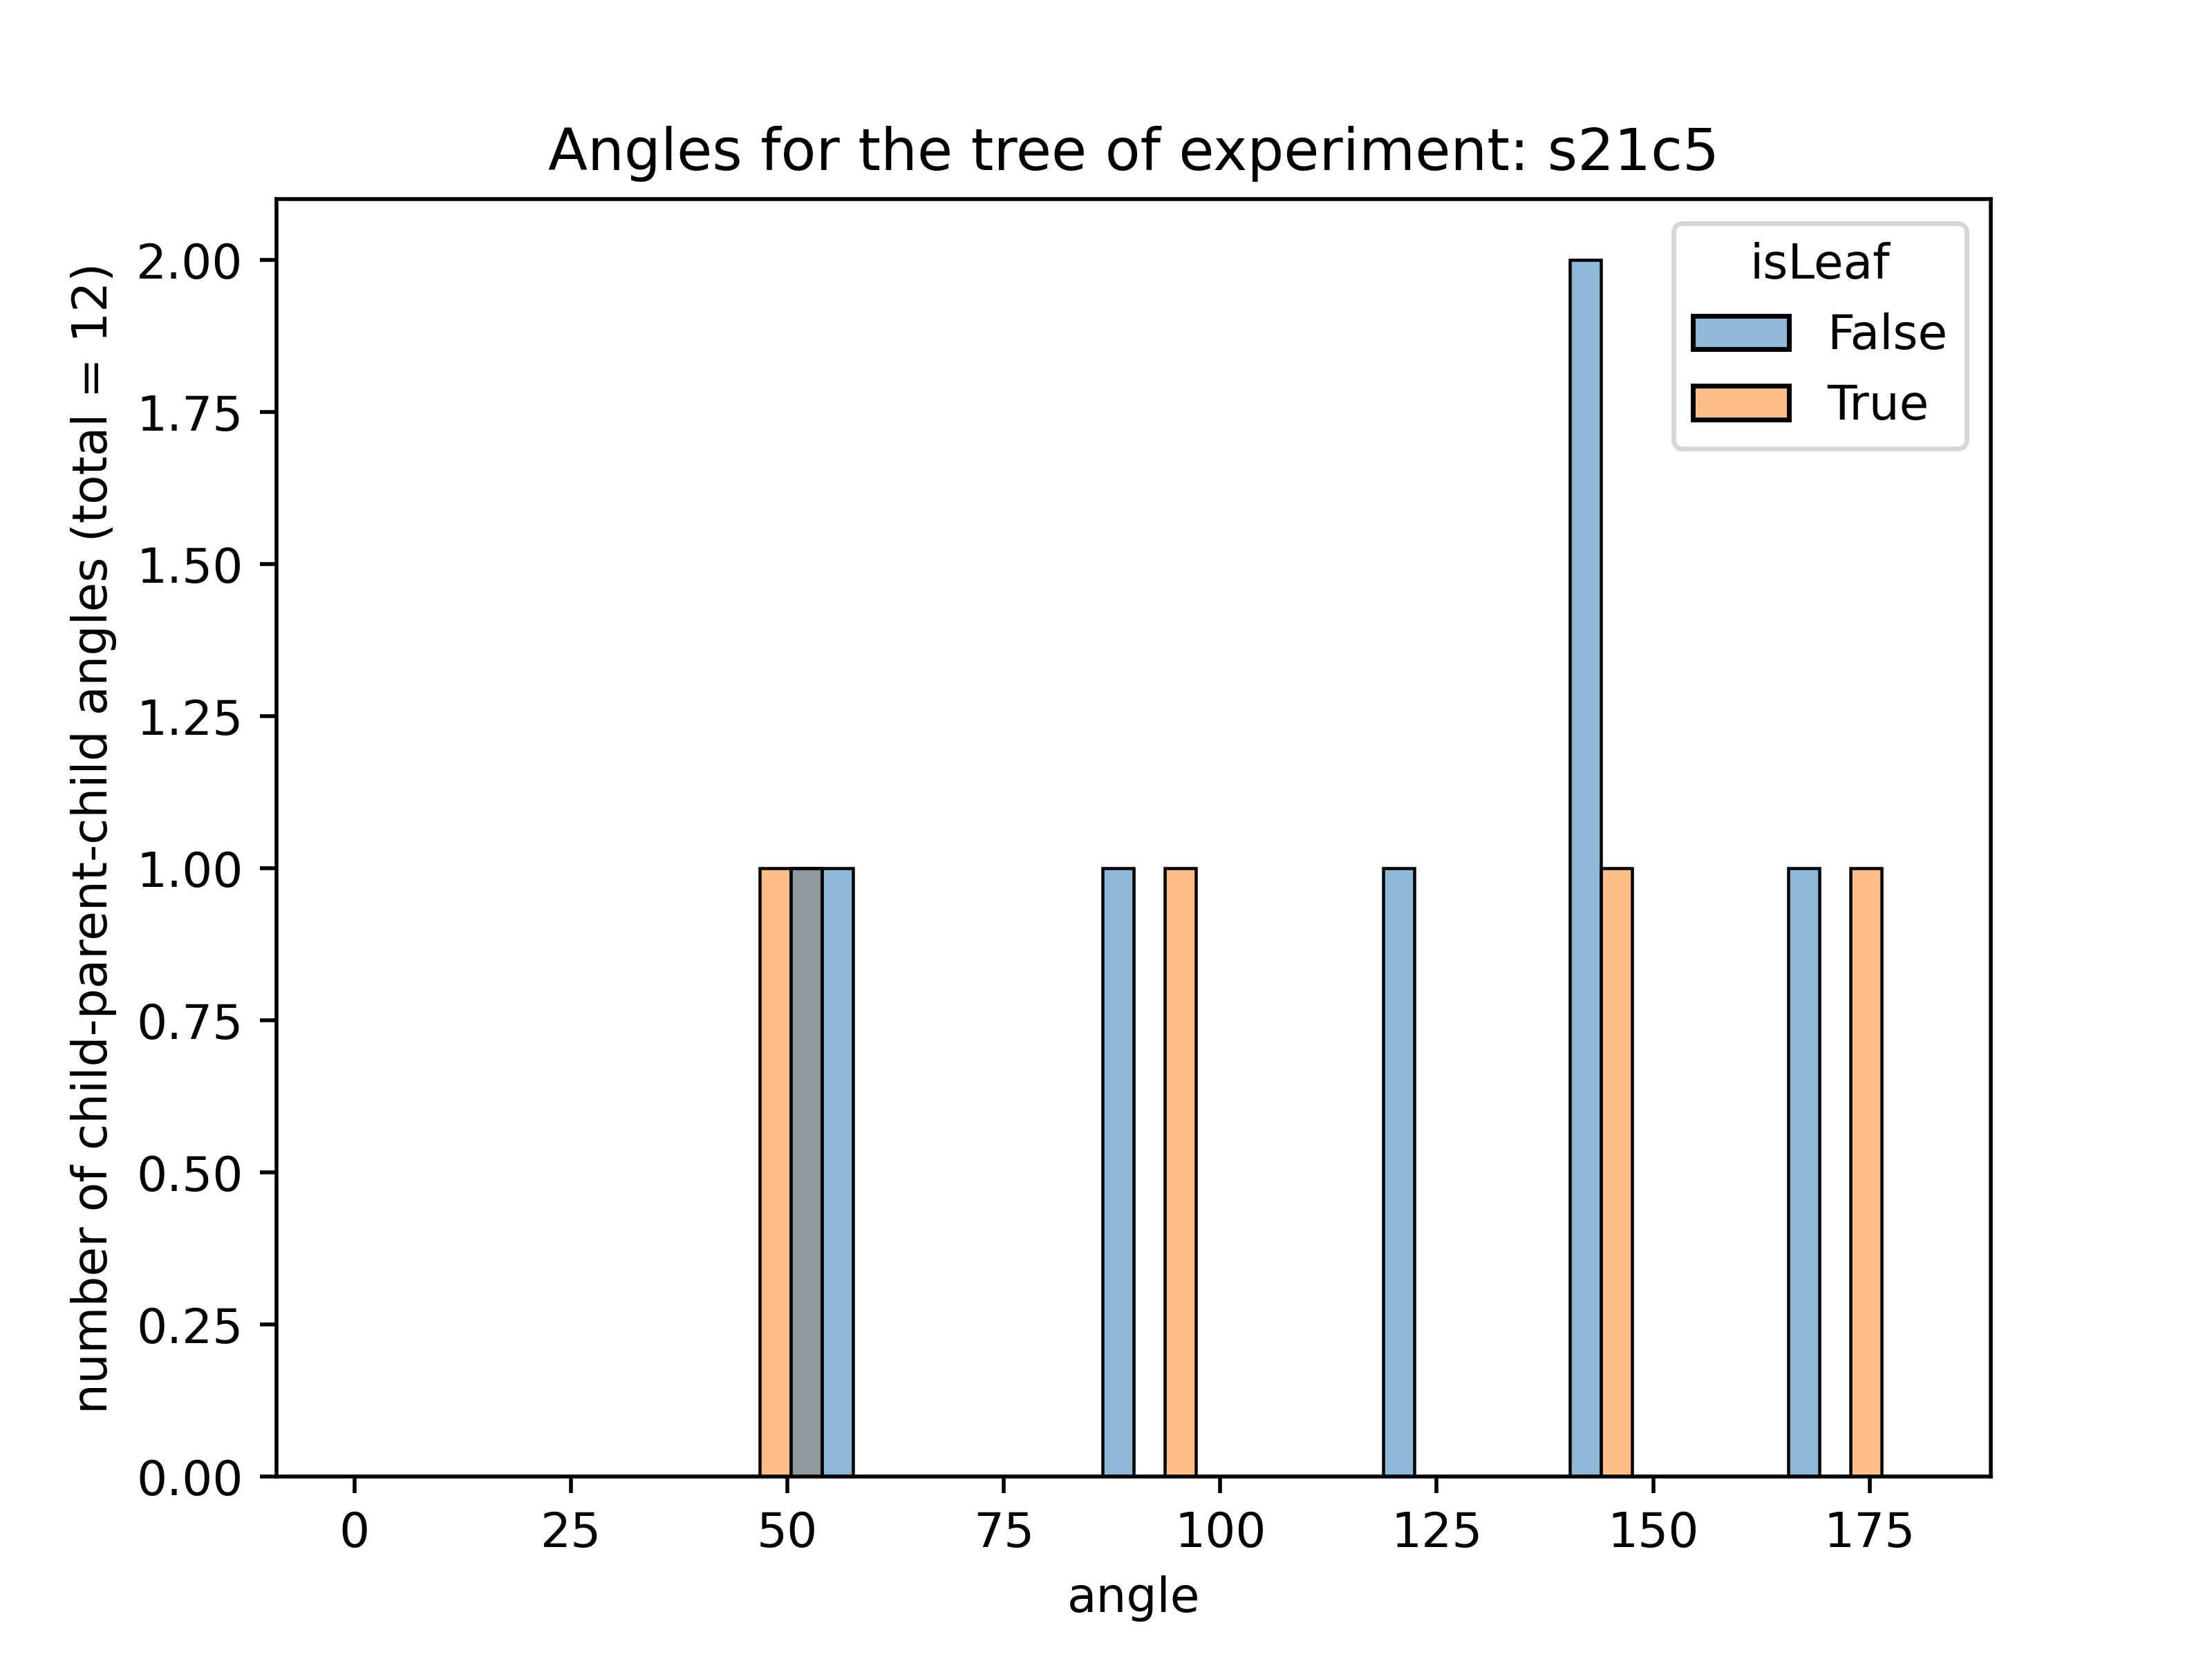 Angles for the tree of experiment: s21c5
number of child-parent-child angles (total = 12)
2.00
1.75
1.50
1.25
1.00
0.75
0.50
0.25
0.00
isLeaf
False
True
0 25 50 75 100 125 150 175
angle